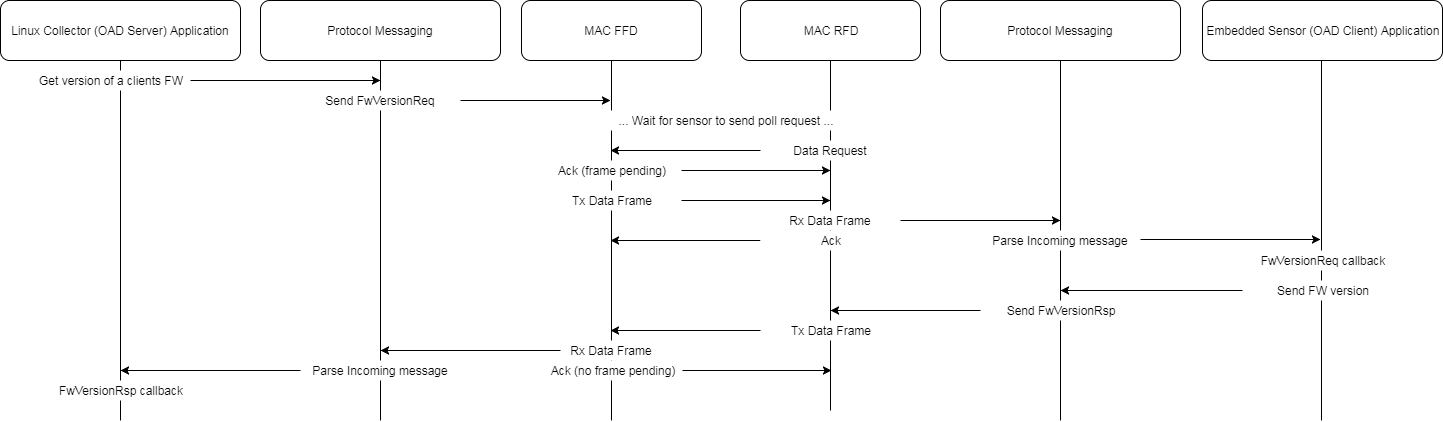 Linux Collector (OAD Server) Application
Protocol Messaging
MAC FFD
MAC RFD
Protocol Messaging
Embedded Sensor (OAD Client) Application
Get version of a clients FW
Send FwVersionReq
... Wait for sensor to send poll request ...
Data Request
Ack (frame pending)
Tx Data Frame
Rx Data Frame
Ack
Parse Incoming message
FwVersionReq callback
Send FW version
Send FwVersionRsp
Tx Data Frame
Rx Data Frame
Parse Incoming message
Ack (no frame pending)
FwVersionRsp callback